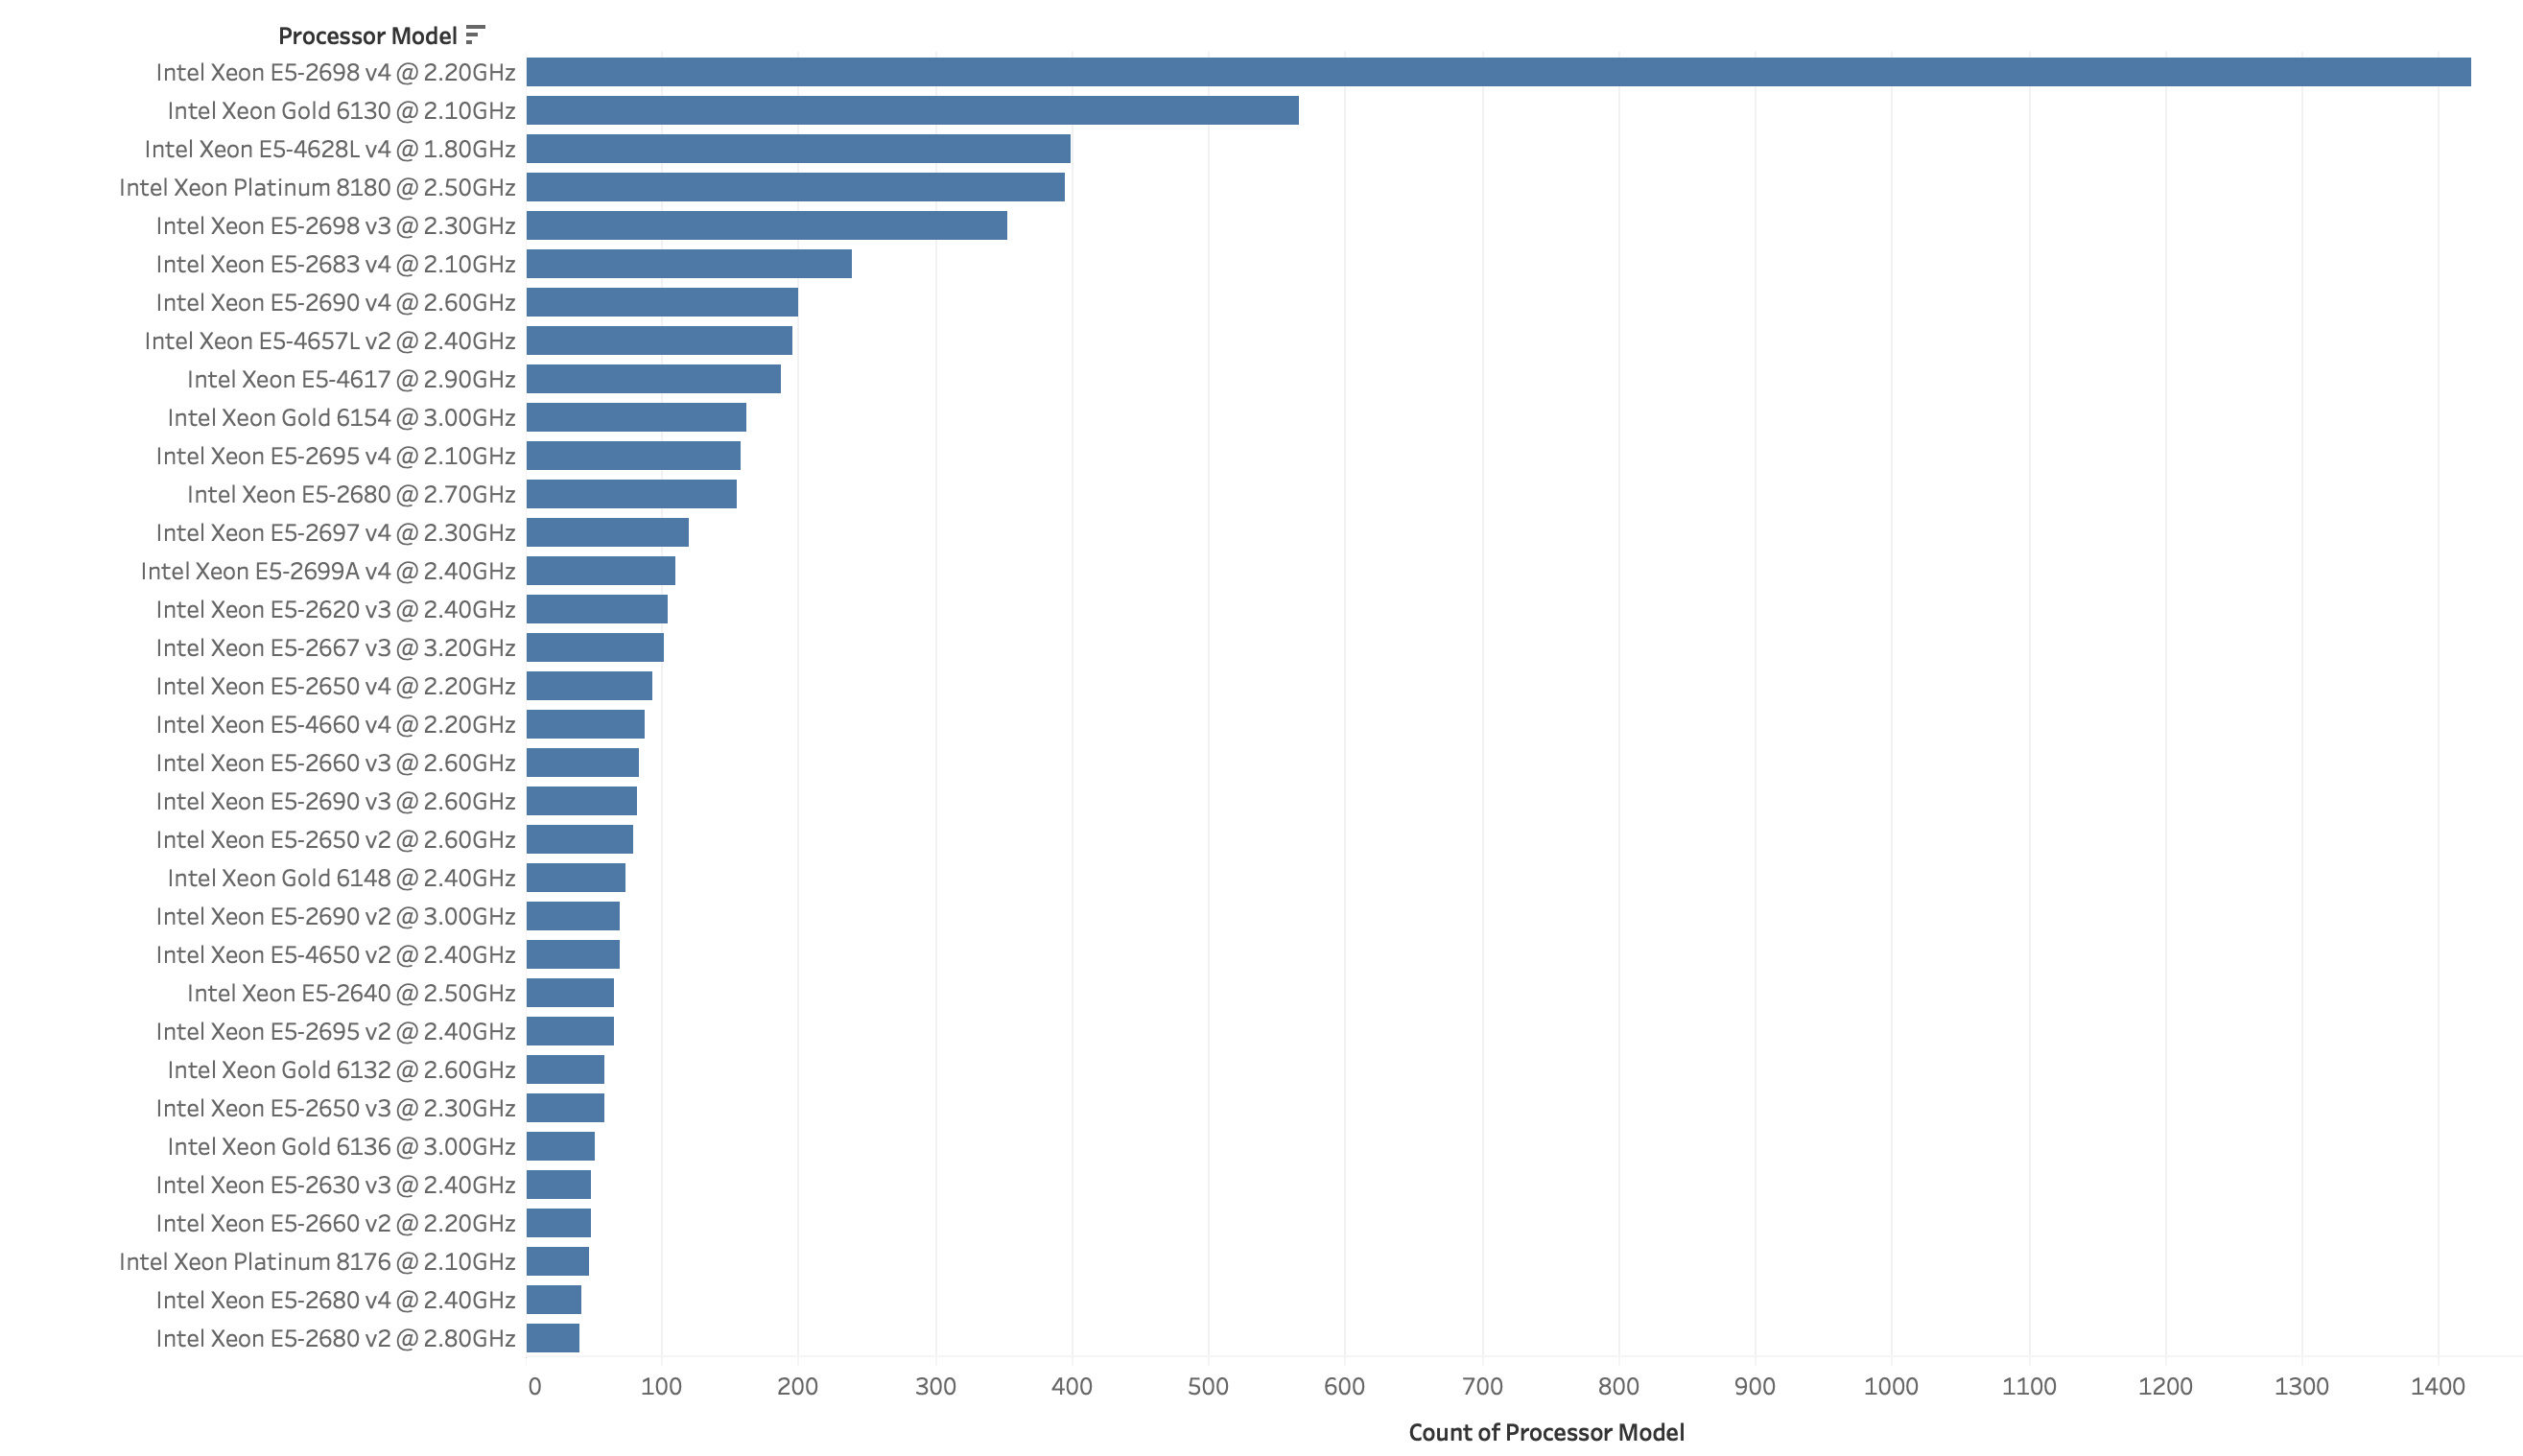 Processor Model
Intel Xeon E5-2698 v4 @ 2.20GHz
Intel Xeon Gold 6130 @ 2.10GHz
Intel Xeon E5-4628L v4 @ 1.80GHz
Intel Xeon Platinum 8180 @ 2.50GHz
Intel Xeon E5-2698 v3 @ 2.30GHz
Intel Xeon E5-2683 v4 @ 2.10GHz
Intel Xeon E5-2690 v4 @ 2.60GHz
Intel Xeon E5-4657L v2 @ 2.40GHz
Intel Xeon E5-4617 @ 2.90GHz
Intel Xeon Gold 6154 @ 3.00GHz
Intel Xeon E5-2695 v4 @ 2.10GHz
Intel Xeon E5-2680 @ 2.70GHz
Intel Xeon E5-2697 v4 @ 2.30GHz
Intel Xeon E5-2699A v4 @ 2.40GHz
Intel Xeon E5-2620 v3 @ 2.40GHz
Intel Xeon E5-2667 v3 @ 3.20GHz
Intel Xeon E5-2650 v4 @ 2.20GHz
Intel Xeon E5-4660 v4 @ 2.20GHz
Intel Xeon E5-2660 v3 @ 2.60GHz
Intel Xeon E5-2690 v3 @ 2.60GHz
Intel Xeon E5-2650 v2 @ 2.60GHz
Intel Xeon Gold 6148 @ 2.40GHz
Intel Xeon E5-2690 v2 @ 3.00GHz
Intel Xeon E5-4650 v2 @ 2.40GHz
Intel Xeon E5-2640 @ 2.50GHz
Intel Xeon E5-2695 v2 @ 2.40GHz
Intel Xeon Gold 6132 @ 2.60GHz
Intel Xeon E5-2650 v3 @ 2.30GHz
Intel Xeon Gold 6136 @ 3.00GHz
Intel Xeon E5-2630 v3 @ 2.40GHz
Intel Xeon E5-2660 v2 @ 2.20GHz
Intel Xeon Platinum 8176 @ 2.10GHz
Intel Xeon E5-2680 v4 @ 2.40GHz
Intel Xeon E5-2680 v2 @ 2.80GHz
0 100 200 300 400 500 600 700 800 900 1000 1100 1200 1300 1400
Count of Processor Model